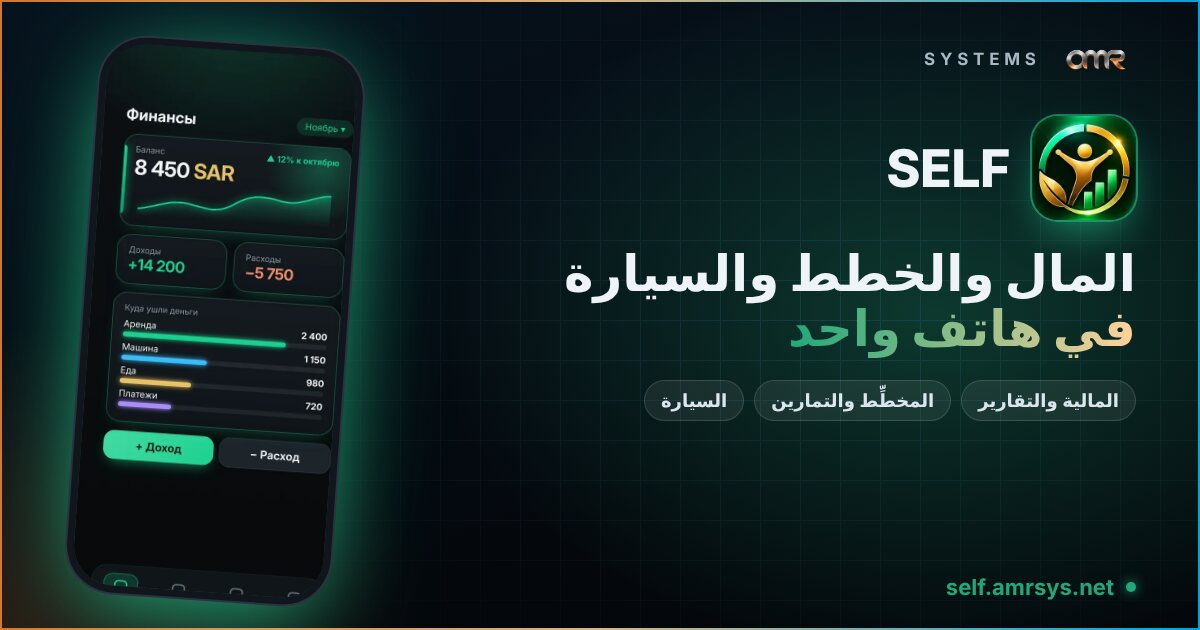 SYSTEMS AMR
SELF
المال والخطط والسيارة
في هاتف واحد
المالية والتقارير
المخطِّط والتمارين
السيارة
self.amrsys.net
Финансы
Ноябрь ▾
Баланс
▲ 12% к октябрю
8 450 SAR
Доходы
+14 200
Расходы
−5 750
Куда ушли деньги
Аренда 2 400
Машина 1 150
Еда 980
Платежи 720
+ Доход
− Расход